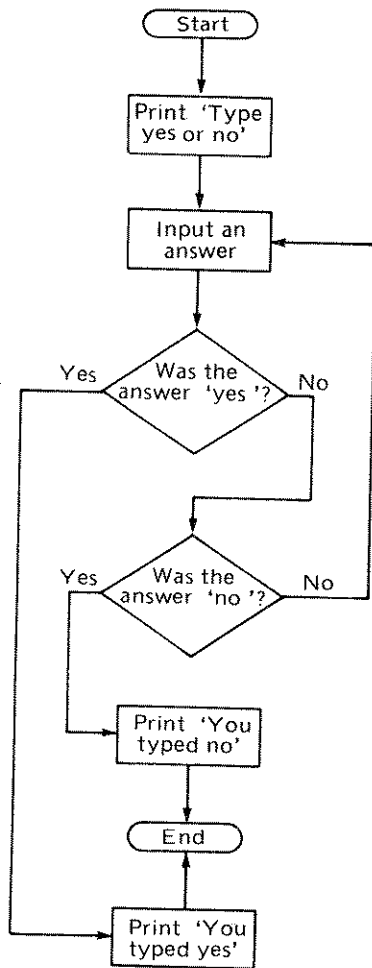 Start
Print ‘Type
yes or no’
Input an
answer
Yes
Was the
answer ‘yes’?
No
Yes
Was the
answer ‘no’?
No
Print ‘You
typed no’
End
Print ‘You
typed yes’